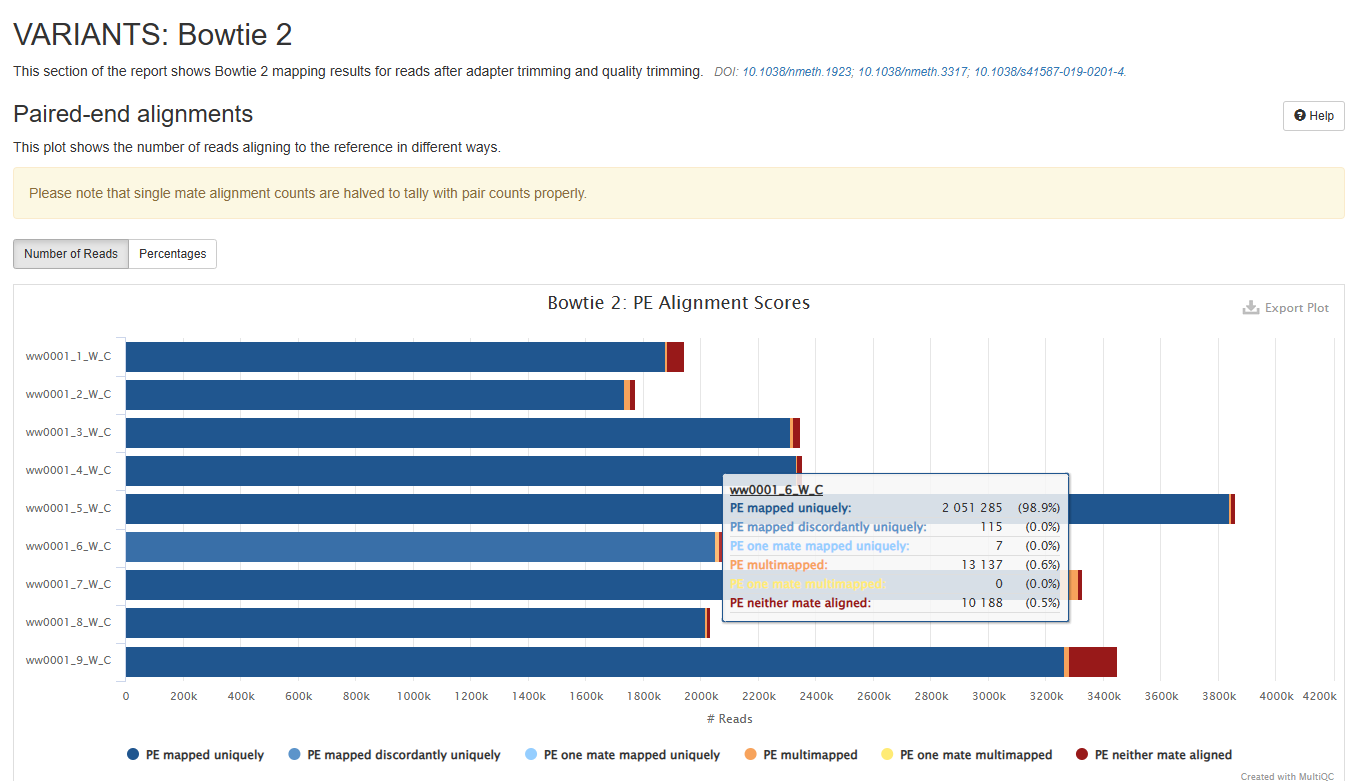 VARIANTS: Bowtie 2
This section of the report shows Bowtie 2 mapping results for reads after adapter trimming and quality trimming. DOI: 10.1038/nmeth.1923; 10.1038/nmeth.3317; 10.1038/s41587-019-0201-4.
Paired-end alignments
Help
This plot shows the number of reads aligning to the reference in different ways.
Please note that single mate alignment counts are halved to tally with pair counts properly.
Number of Reads Percentages
Bowtie 2: PE Alignment Scores
Export Plot
ww0001_1_W_C
ww0001_2_W_C
ww0001_3_W_C
ww0001_4_W_C
ww0001_5_W_C
ww0001_6_W_C
ww0001_7_W_C
ww0001_8_W_C
ww0001_9_W_C
ww0001_6_W_C
PE mapped uniquely: 2 051 285 (98.9%)
PE mapped discordantly uniquely: 115 (0.0%)
PE one mate mapped uniquely: 7 (0.0%)
PE multimapped: 13 137 (0.6%)
PE one mate multimapped: 0 (0.0%)
PE neither mate aligned: 10 188 (0.5%)
0 200k 400k 600k 800k 1000k 1200k 1400k 1600k 1800k 2000k 2200k 2400k 2600k 2800k 3000k 3200k 3400k 3600k 3800k 4000k 4200k
# Reads
PE mapped uniquely PE mapped discordantly uniquely PE one mate mapped uniquely PE multimapped PE one mate multimapped PE neither mate aligned
Created with MultiQC